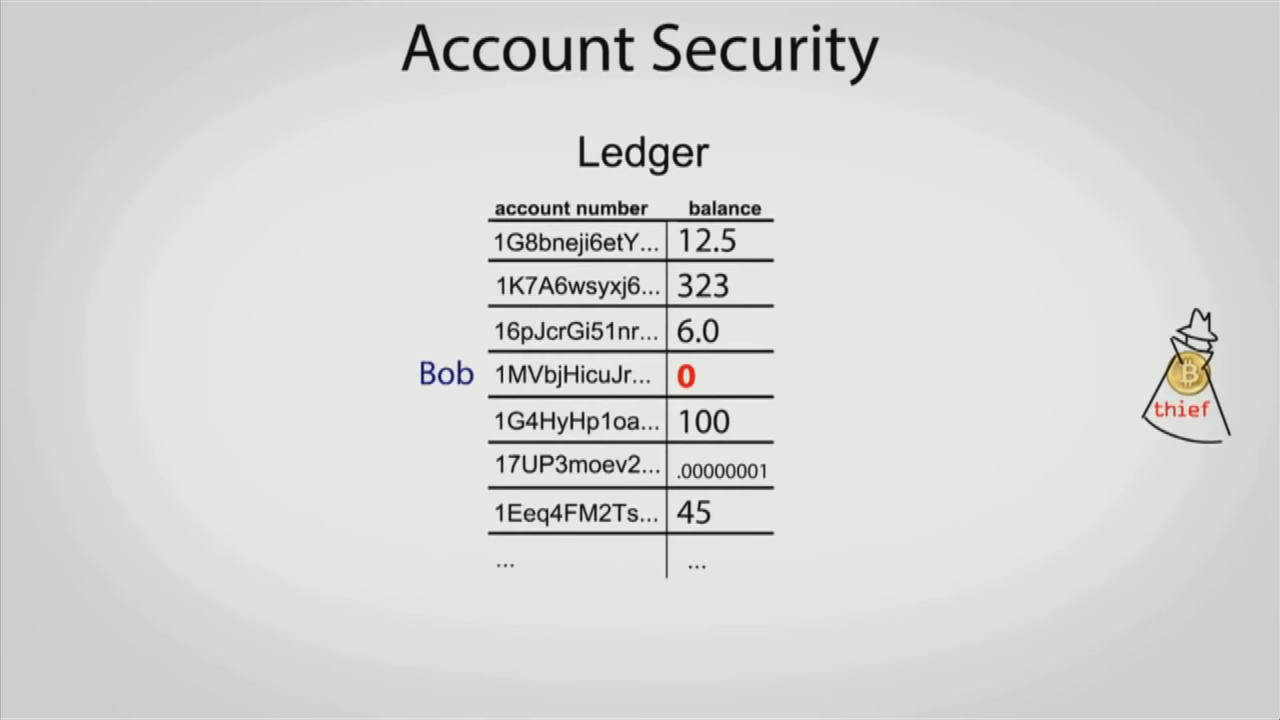 Account Security
Ledger
account number balance
1G8bneji6etY... 12.5
1K7A6wsyxj6... 323
16pJcrGi51nr... 6.0
Bob 1MVbjHicuJr... 0
1G4HyHp1oa... 100
17UP3moev2... .00000001
1Eeq4FM2Ts... 45
... ...
₿
thief